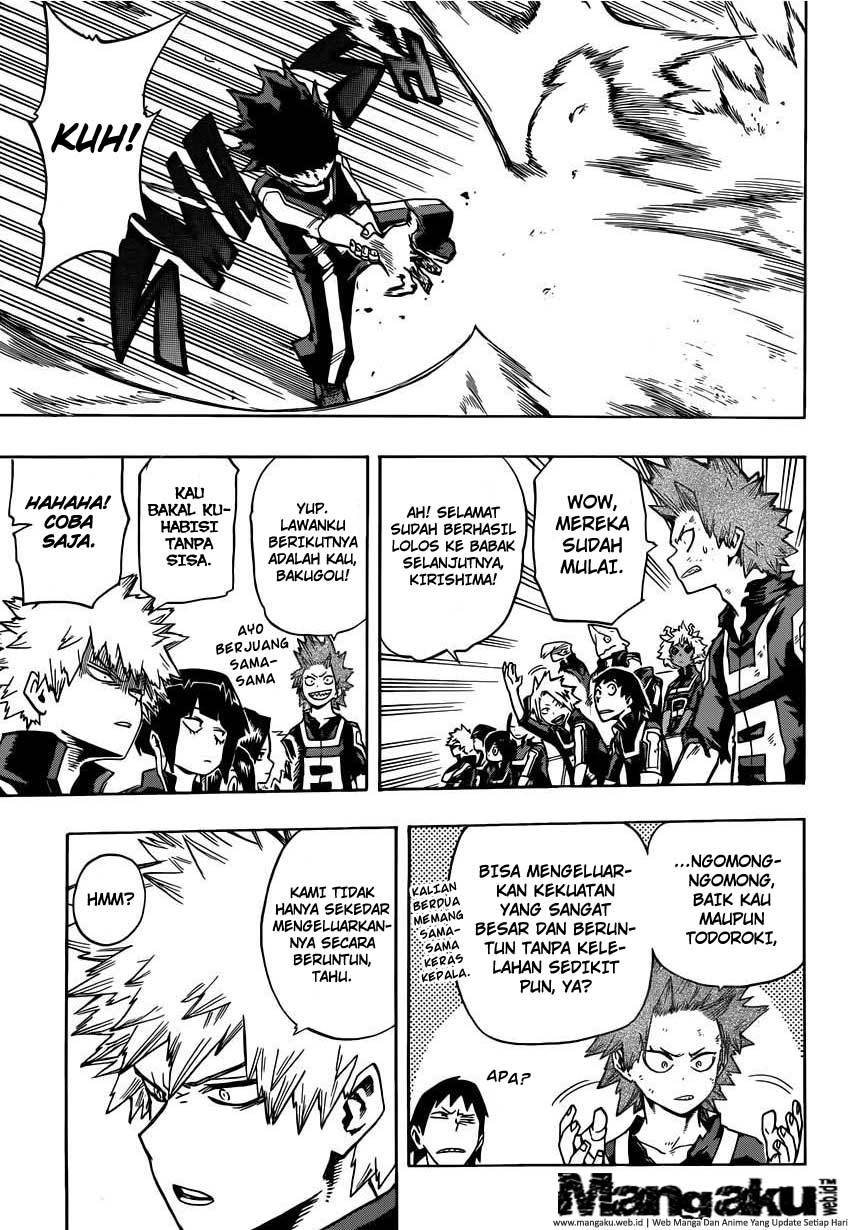 KUH!
WOW,
MEREKA
SUDAH
MULAI.
AH! SELAMAT
SUDAH BERHASIL
LOLOS KE BABAK
SELANJUTNYA,
KIRISHIMA!
YUP.
LAWANKU
BERIKUTNYA
ADALAH KAU,
BAKUGOU!
AYO
BERJUANG
SAMA-
SAMA
KAU
BAKAL KU-
HABISI
TANPA
SISA.
HAHAHA!
COBA
SAJA.
...NGOMONG-
NGOMONG,
BAIK KAU
MAUPUN
TODOROKI,
BISA MENGELUAR-
KAN KEKUATAN
YANG SANGAT
BESAR DAN BERUN-
TUN TANPA KELE-
LAHAN SEDIKIT
PUN, YA?
KALIAN
BERDUA
MEMANG
SAMA-
SAMA
KERAS
KEPALA.
APA?
KAMI TIDAK
HANYA SEKEDAR
MENGELUARKAN-
NYA SECARA
BERUNTUN,
TAHU.
HMM?
Mangaku
www.mangaku.web.id | Web Manga Dan Anime Yang Update Setiap Hari